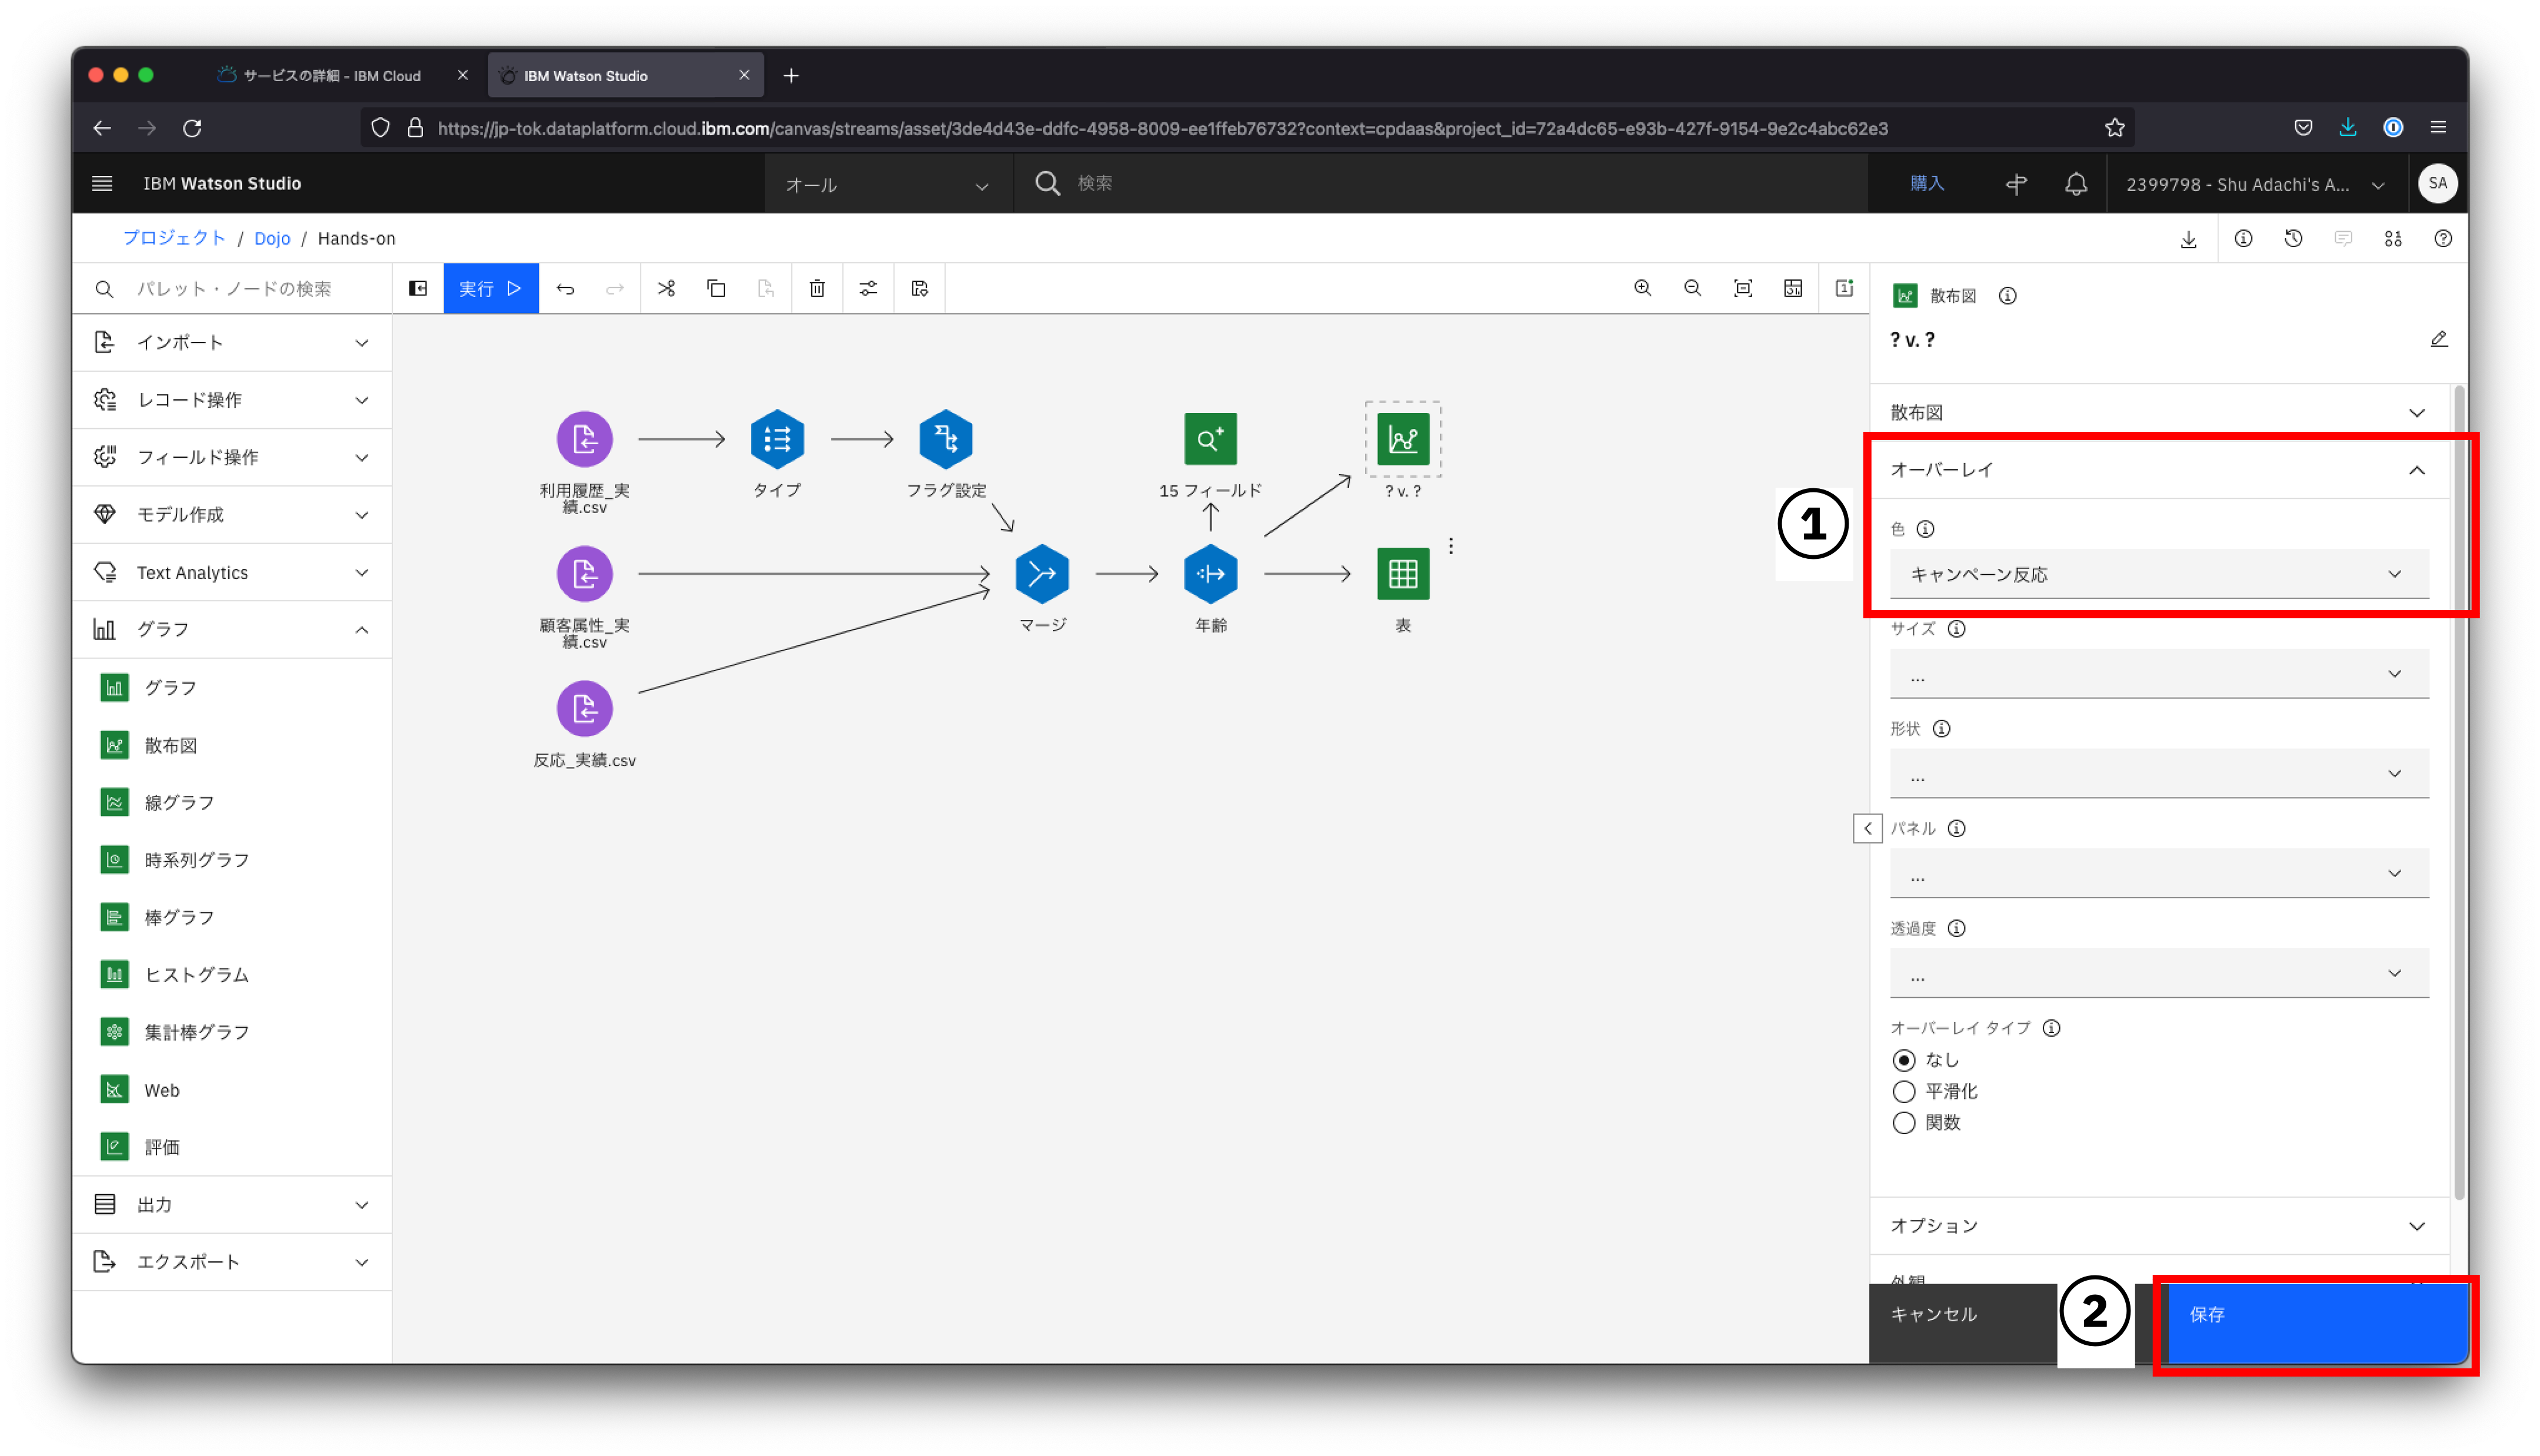 サービスの詳細 - IBM Cloud
IBM Watson Studio
https://jp-tok.dataplatform.cloud.ibm.com/canvas/streams/asset/3de4d43e-ddfc-4958-8009-ee1ffeb76732?context=cpdaas&project_id=72a4dc65-e93b-427f-9154-9e2c4abc62e3
IBM Watson Studio
オール
検索
購入
2399798 - Shu Adachi's A...
SA
プロジェクト / Dojo / Hands-on
パレット・ノードの検索
実行
インポート
レコード操作
フィールド操作
モデル作成
Text Analytics
グラフ
グラフ
散布図
線グラフ
時系列グラフ
棒グラフ
ヒストグラム
集計棒グラフ
Web
評価
出力
エクスポート
利用履歴_実
績.csv
タイプ
フラグ設定
15 フィールド
? v. ?
顧客属性_実
績.csv
マージ
年齢
表
反応_実績.csv
散布図
? v. ?
散布図
①
オーバーレイ
色
キャンペーン反応
サイズ
...
形状
...
パネル
...
透過度
...
オーバーレイ タイプ
なし
平滑化
関数
オプション
外観
キャンセル
②
保存